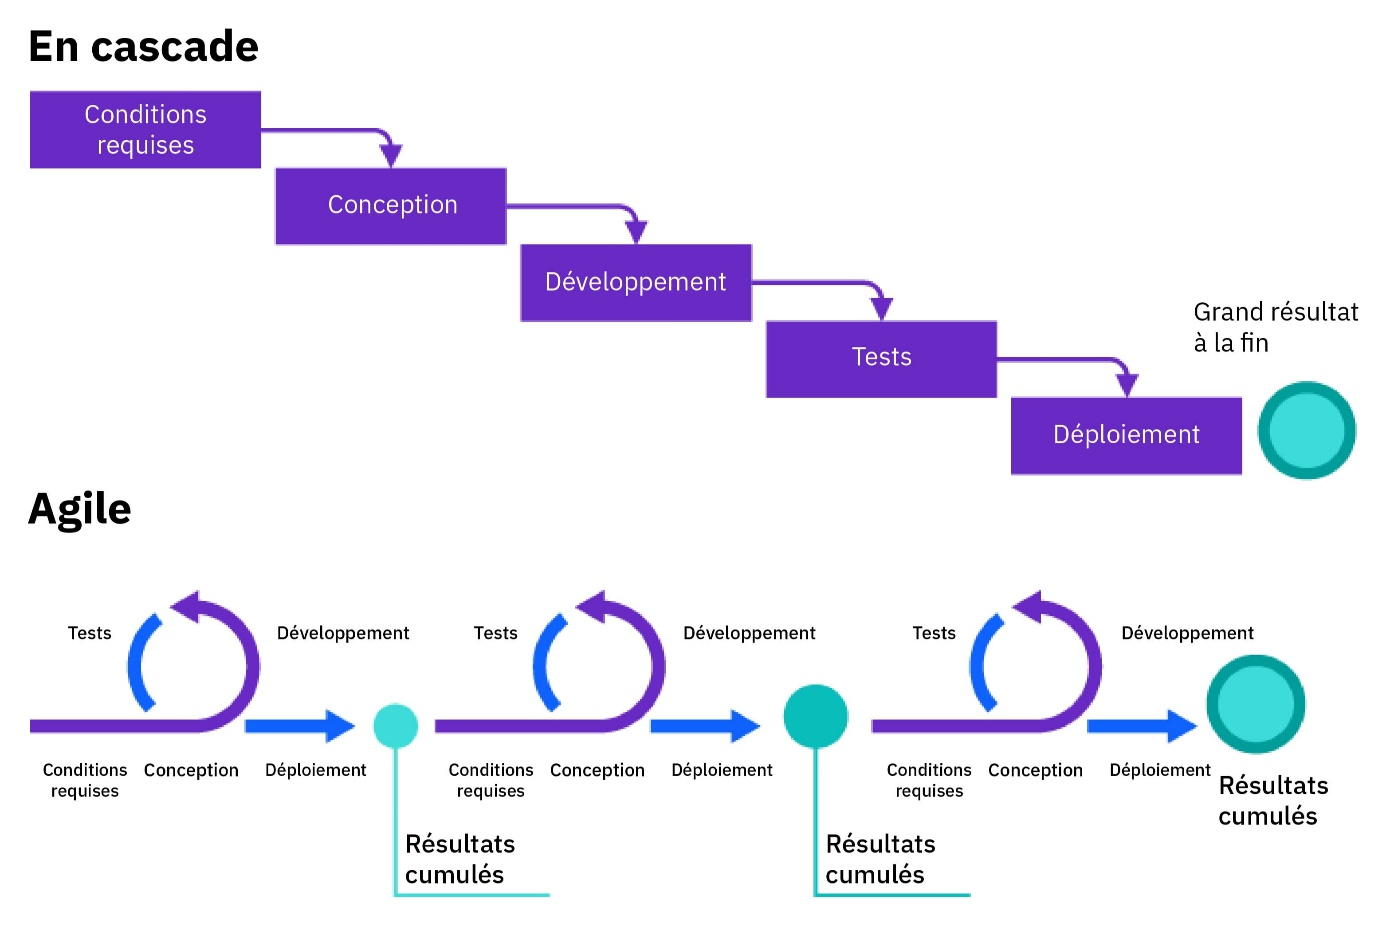 En cascade
Conditions
requises
Conception
Développement
Tests
Déploiement
Grand résultat
à la fin
Agile
Tests
Développement
Conditions
requises
Conception
Déploiement
Résultats
cumulés
Tests
Développement
Conditions
requises
Conception
Déploiement
Résultats
cumulés
Tests
Développement
Conditions
requises
Conception
Déploiement
Résultats
cumulés